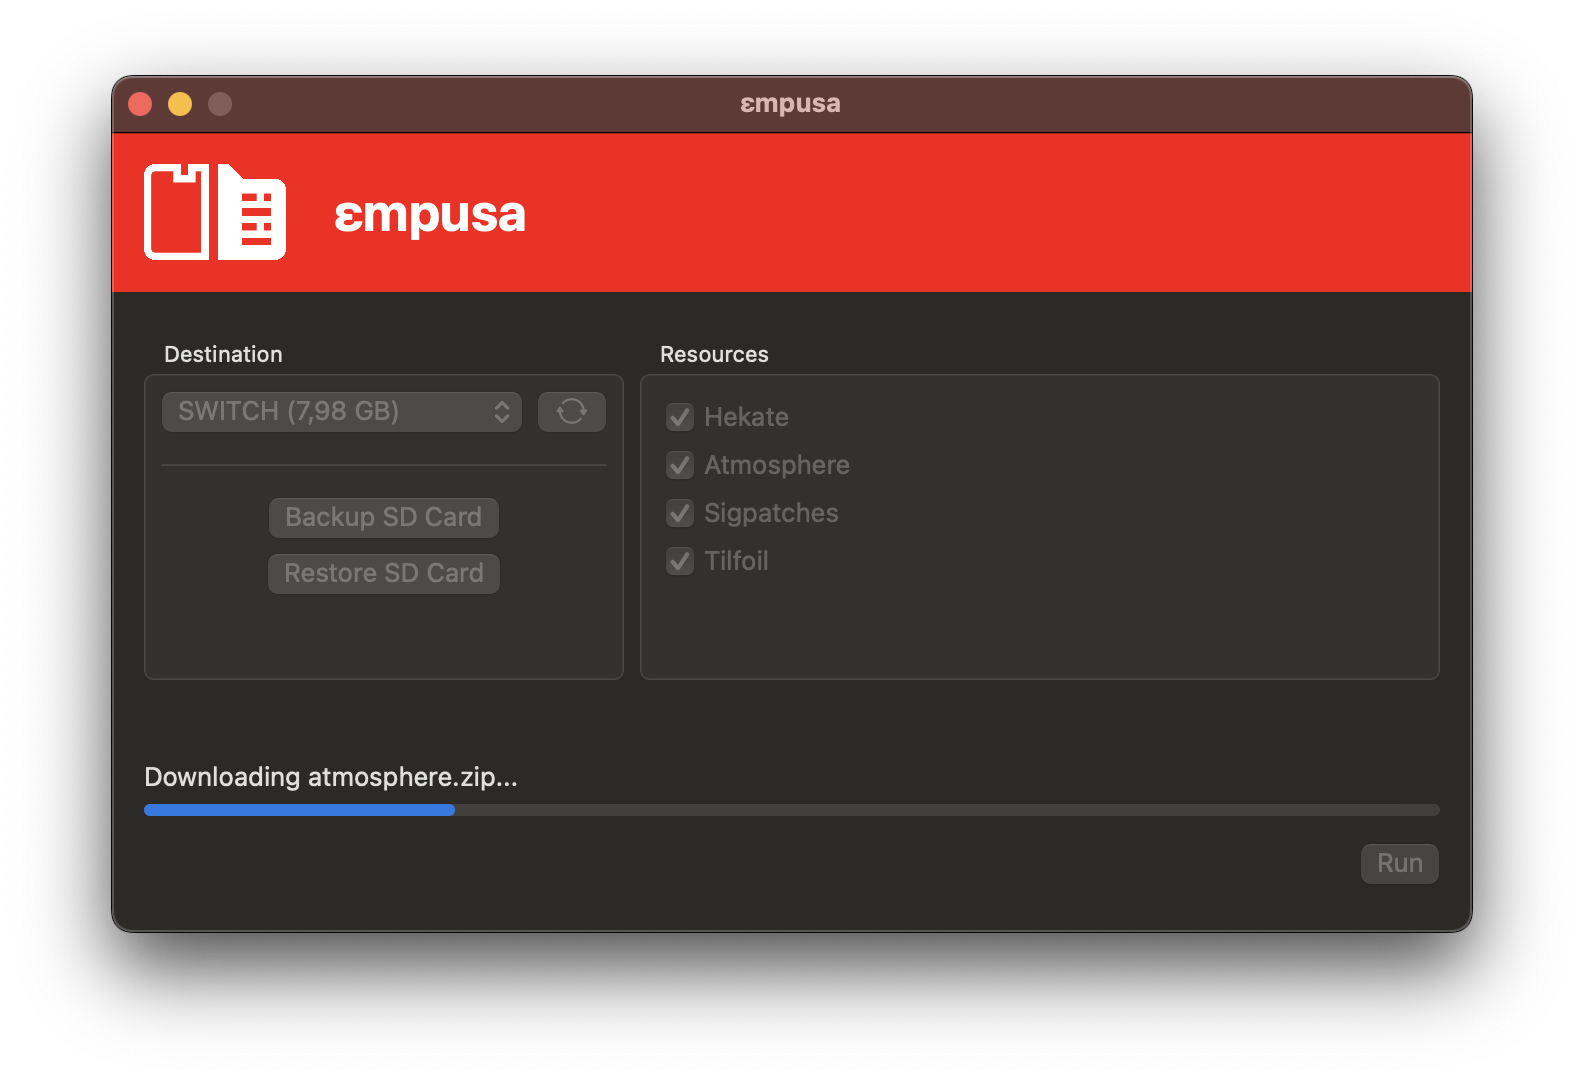 εmpusa
εmpusa
Destination
SWITCH (7,98 GB)
Backup SD Card
Restore SD Card
Resources
Hekate
Atmosphere
Sigpatches
Tilfoil
Downloading atmosphere.zip...
Run